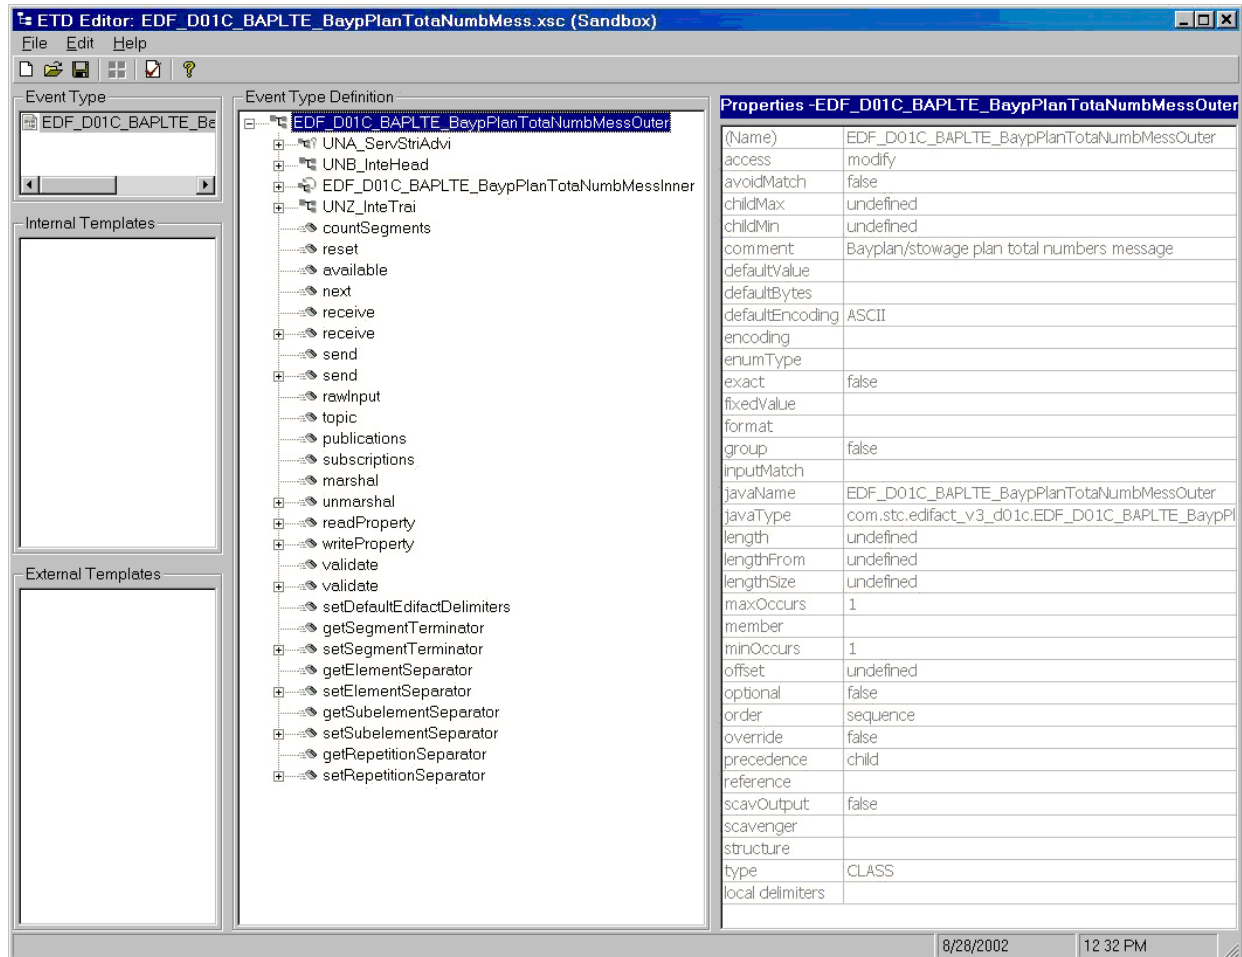 ETD Editor: EDF_D01C_BAPLTE_BaypPlanTotaNumbMess.xsc (Sandbox)
File Edit Help
Event Type
EDF_D01C_BAPLTE_Ba
Internal Templates
External Templates
Event Type Definition
EDF_D01C_BAPLTE_BaypPlanTotaNumbMessOuter
UNA_ServStriAdvi
UNB_InteHead
EDF_D01C_BAPLTE_BaypPlanTotaNumbMessInner
UNZ_InteTrai
countSegments
reset
available
next
receive
receive
send
send
rawInput
topic
publications
subscriptions
marshal
unmarshal
readProperty
writeProperty
validate
validate
setDefaultEdifactDelimiters
getSegmentTerminator
setSegmentTerminator
getElementSeparator
setElementSeparator
getSubelementSeparator
setSubelementSeparator
getRepetitionSeparator
setRepetitionSeparator
Properties -EDF_D01C_BAPLTE_BaypPlanTotaNumbMessOuter
(Name) EDF_D01C_BAPLTE_BaypPlanTotaNumbMessOuter
access modify
avoidMatch false
childMax undefined
childMin undefined
comment Bayplan/stowage plan total numbers message
defaultValue
defaultBytes
defaultEncoding ASCII
encoding
enumType
exact false
fixedValue
format
group false
inputMatch
javaName EDF_D01C_BAPLTE_BaypPlanTotaNumbMessOuter
javaType com.stc.edifact_v3_d01c.EDF_D01C_BAPLTE_BaypPl
length undefined
lengthFrom undefined
lengthSize undefined
maxOccurs 1
member
minOccurs 1
offset undefined
optional false
order sequence
override false
precedence child
reference
scavOutput false
scavenger
structure
type CLASS
local delimiters
8/28/2002 12 32 PM